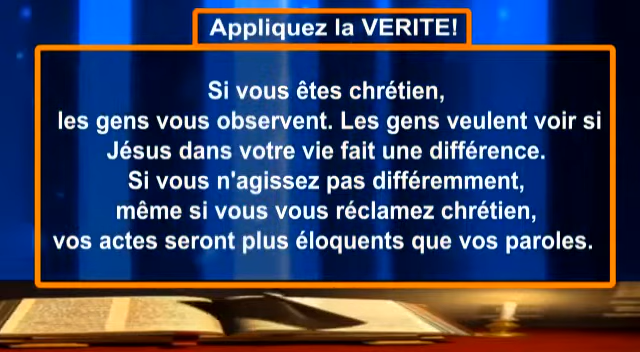 Appliquez la VERITE!
Si vous êtes chrétien,
les gens vous observent. Les gens veulent voir si
Jésus dans votre vie fait une différence.
Si vous n'agissez pas différemment,
même si vous vous réclamez chrétien,
vos actes seront plus éloquents que vos paroles.